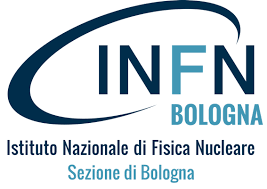 INFN
BOLOGNA
Istituto Nazionale di Fisica Nucleare
Sezione di Bologna